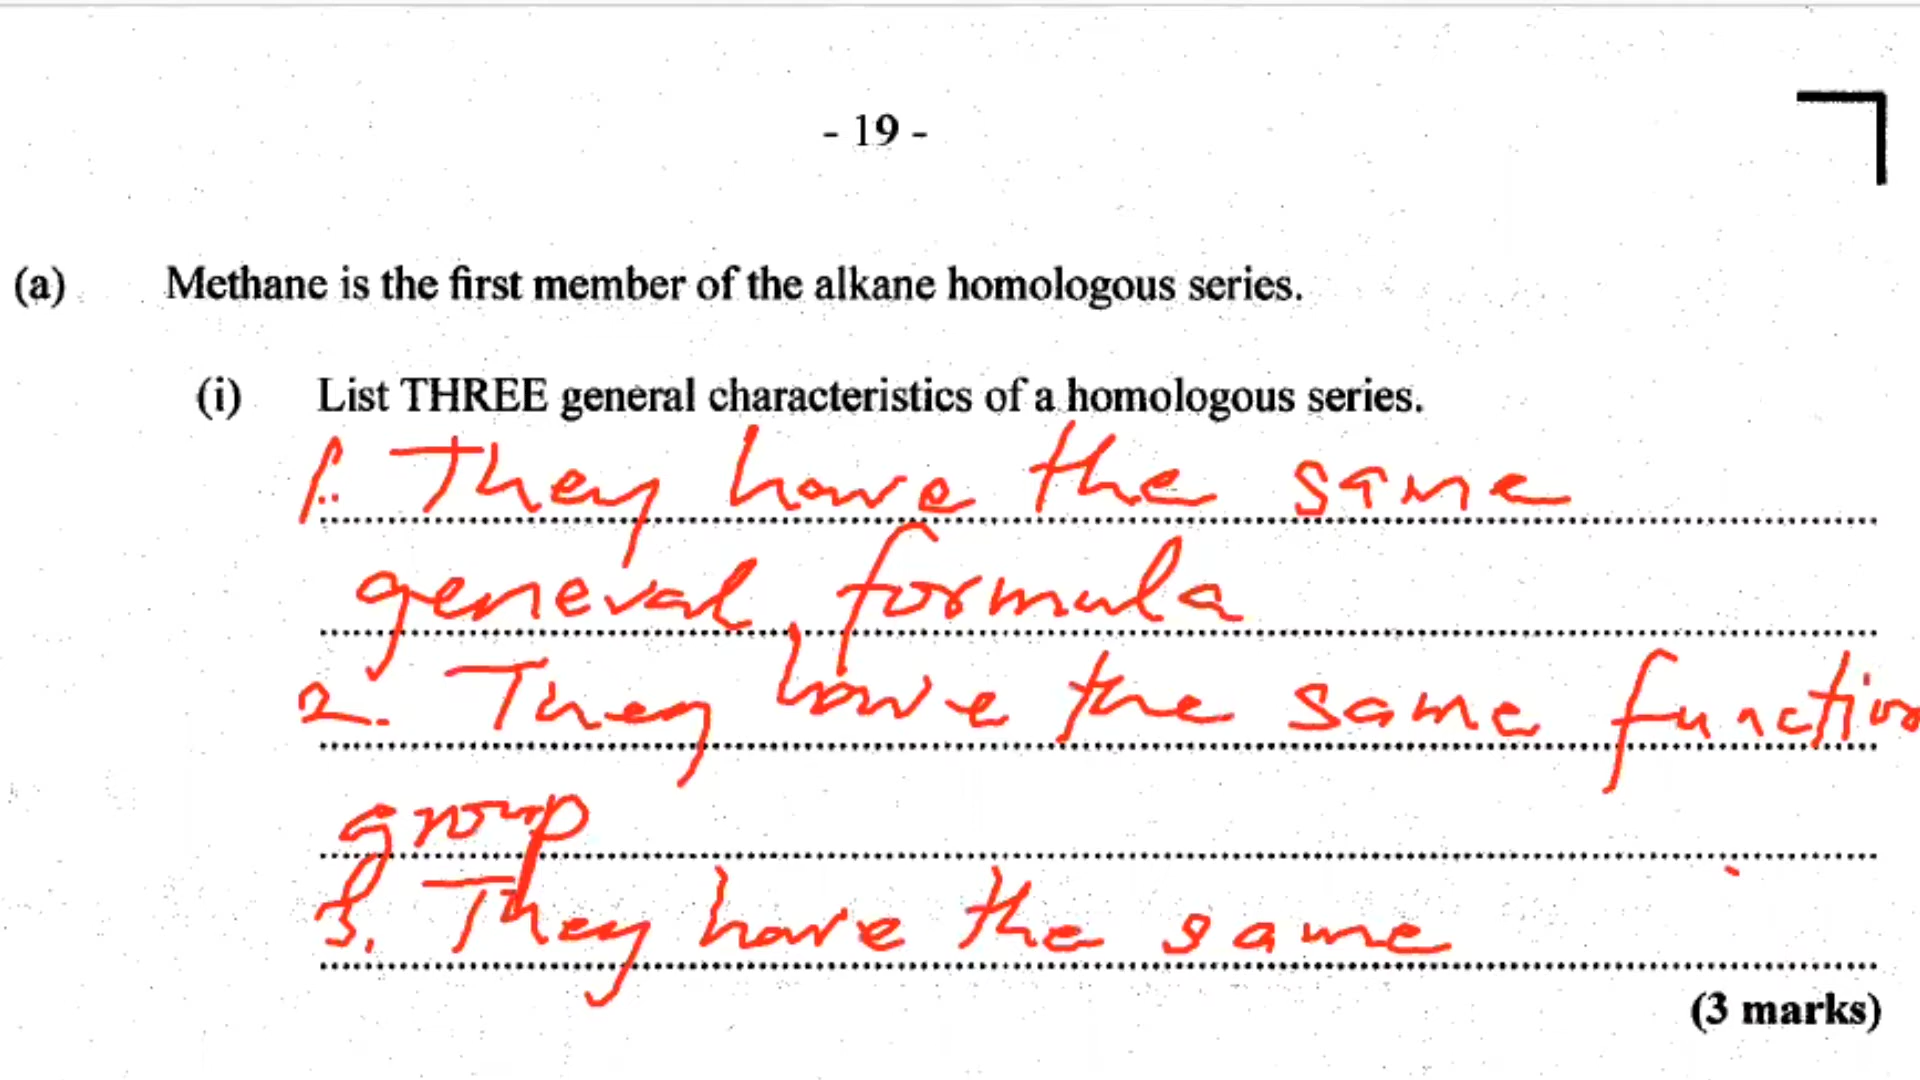 - 19 -
(a) Methane is the first member of the alkane homologous series.
(i) List THREE general characteristics of a homologous series.
1. They have the same
general formula
2. They have the same function
group
3. They have the same
(3 marks)